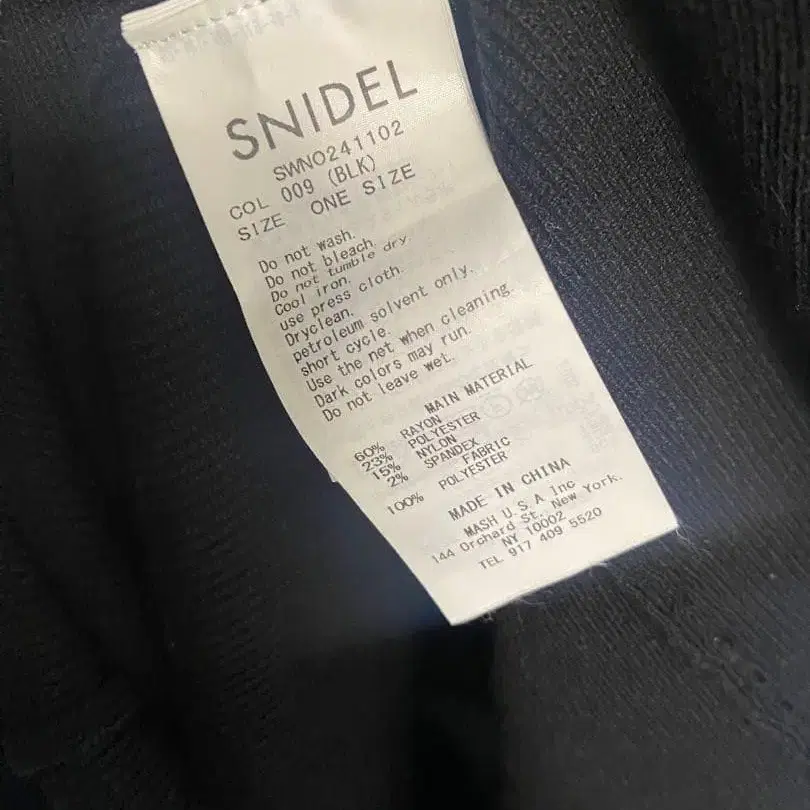 SNIDEL
SWNO241102
COL 009 (BLK)
SIZE ONE SIZE
Do not wash.
Do not bleach.
Do not tumble dry.
Cool iron.
use press cloth.
Dryclean.
petroleum solvent only.
short cycle.
Use the net when cleaning.
Dark colors may run.
Do not leave wet.
MAIN MATERIAL
60% RAYON
23% POLYESTER
15% NYLON
2% SPANDEX
FABRIC
100% POLYESTER
MADE IN CHINA
MASH U.S.A Inc
144 Orchard St, New York.
NY 10002
TEL 917 409 5520